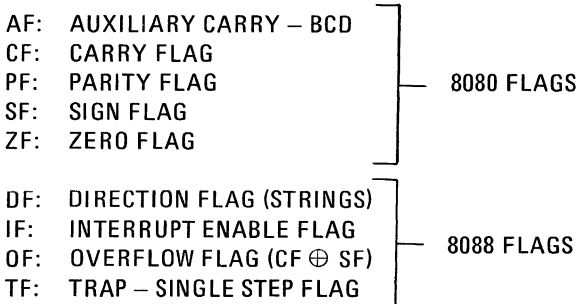 AF: AUXILIARY CARRY – BCD
CF: CARRY FLAG
PF: PARITY FLAG
SF: SIGN FLAG
ZF: ZERO FLAG
8080 FLAGS
DF: DIRECTION FLAG (STRINGS)
IF: INTERRUPT ENABLE FLAG
OF: OVERFLOW FLAG (CF ⊕ SF)
TF: TRAP – SINGLE STEP FLAG
8088 FLAGS